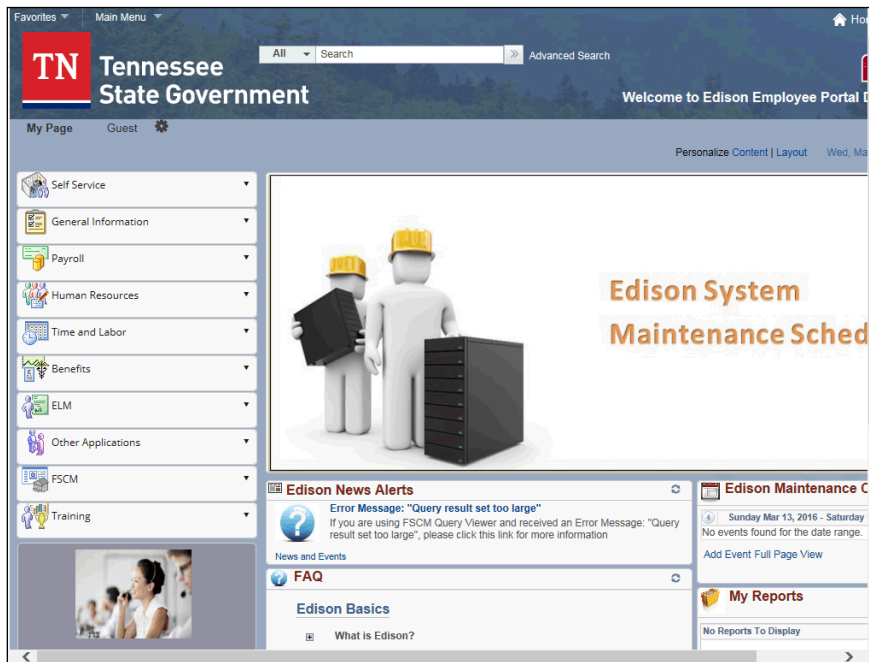 Favorites Main Menu
Hor
TN Tennessee
State Government
All Search Advanced Search
Welcome to Edison Employee Portal D
My Page Guest
Personalize Content | Layout Wed, Ma
Self Service
General Information
Payroll
Human Resources
Time and Labor
Benefits
ELM
Other Applications
FSCM
Training
Edison System
Maintenance Sched
Edison News Alerts
Error Message: "Query result set too large"
If you are using FSCM Query Viewer and received an Error Message: "Query
result set too large", please click this link for more information
News and Events
FAQ
Edison Basics
What is Edison?
Edison Maintenance C
Sunday Mar 13, 2016 - Saturday
No events found for the date range.
Add Event Full Page View
My Reports
No Reports To Display